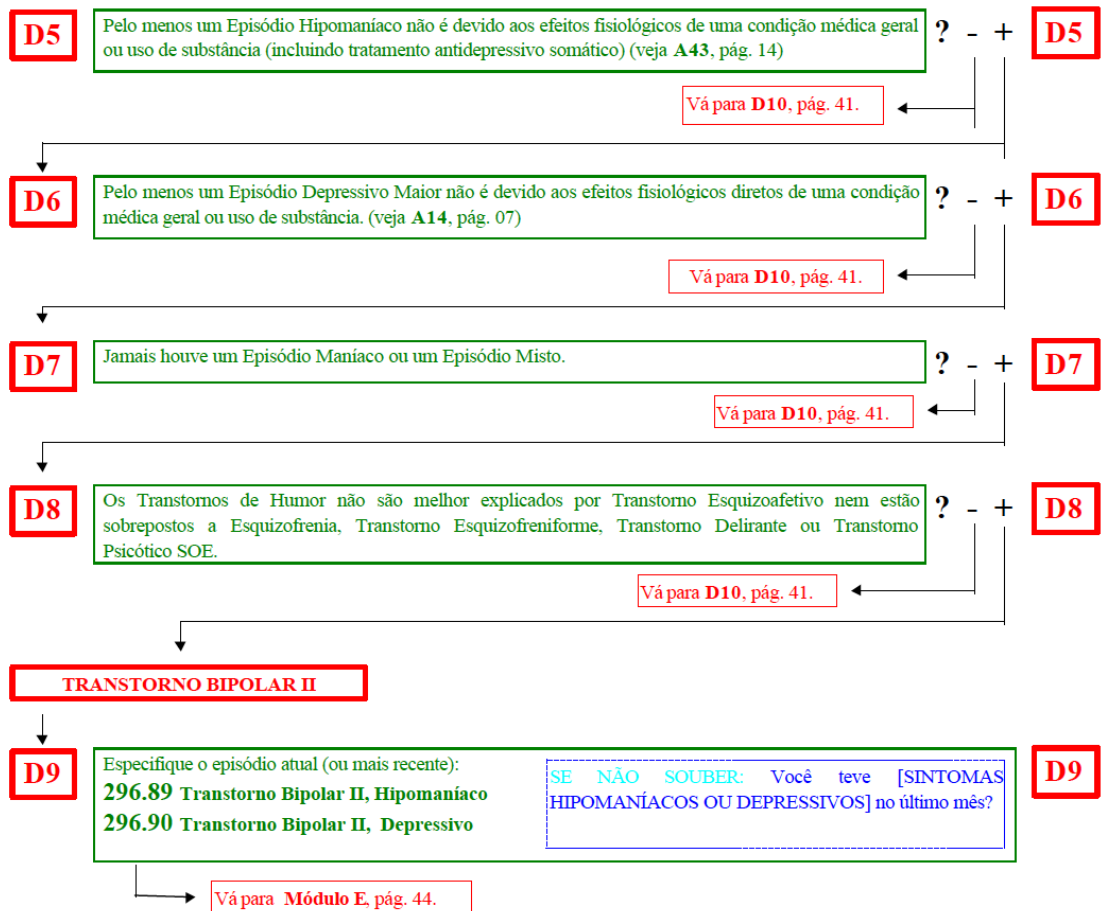 D5
Pelo menos um Episódio Hipomaníaco não é devido aos efeitos fisiológicos de uma condição médica geral
ou uso de substância (incluindo tratamento antidepressivo somático) (veja A43, pág. 14)
? - +
D5
Vá para D10, pág. 41.
D6
Pelo menos um Episódio Depressivo Maior não é devido aos efeitos fisiológicos diretos de uma condição
médica geral ou uso de substância. (veja A14, pág. 07)
? - +
D6
Vá para D10, pág. 41.
D7
Jamais houve um Episódio Maníaco ou um Episódio Misto.
? - +
D7
Vá para D10, pág. 41.
D8
Os Transtornos de Humor não são melhor explicados por Transtorno Esquizoafetivo nem estão
sobrepostos a Esquizofrenia, Transtorno Esquizofreniforme, Transtorno Delirante ou Transtorno
Psicótico SOE.
? - +
D8
Vá para D10, pág. 41.
TRANSTORNO BIPOLAR II
D9
Especifique o episódio atual (ou mais recente):
296.89 Transtorno Bipolar II, Hipomaníaco
296.90 Transtorno Bipolar II, Depressivo
SE NÃO SOUBER: Você teve [SINTOMAS
HIPOMANÍACOS OU DEPRESSIVOS] no último mês?
D9
Vá para Módulo E, pág. 44.